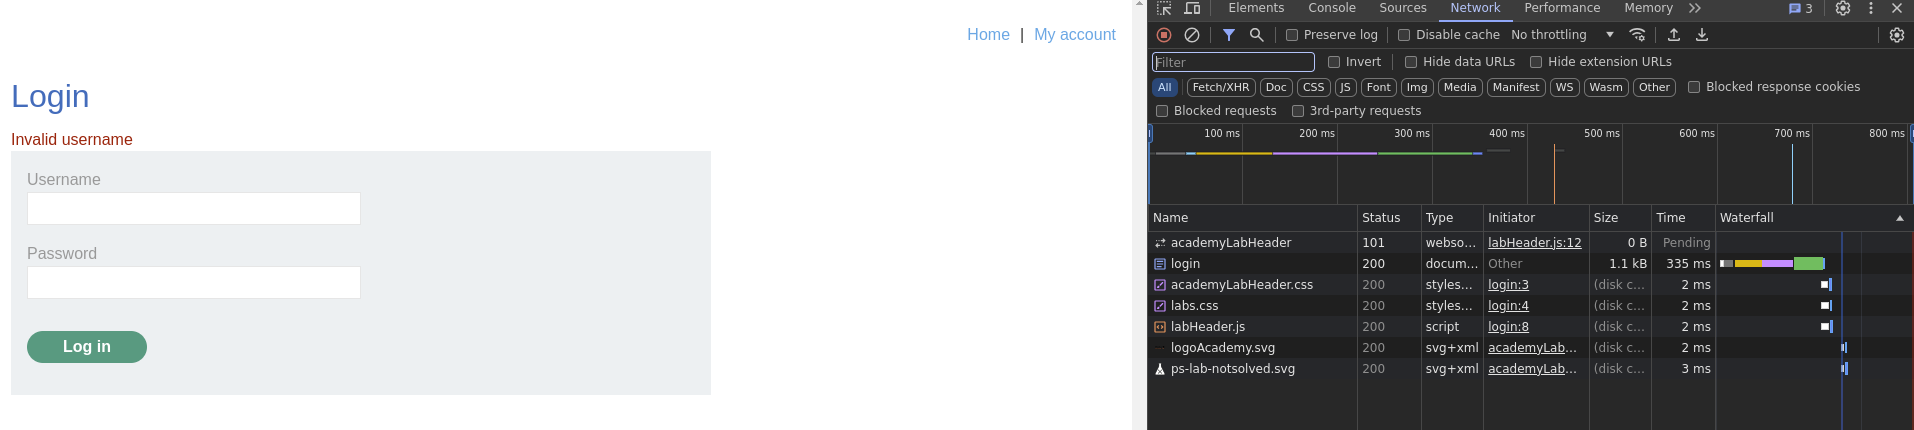 Home | My account
Login
Invalid username
Username
Password
Log in
Elements Console Sources Network Performance Memory 3
Preserve log Disable cache No throttling
Filter Invert Hide data URLs Hide extension URLs
All Fetch/XHR Doc CSS JS Font Img Media Manifest WS Wasm Other Blocked response cookies
Blocked requests 3rd-party requests
100 ms 200 ms 300 ms 400 ms 500 ms 600 ms 700 ms 800 ms
Name Status Type Initiator Size Time Waterfall
academyLabHeader 101 webso... labHeader.js:12 0 B Pending
login 200 docum... Other 1.1 kB 335 ms
academyLabHeader.css 200 styles... login:3 (disk c... 2 ms
labs.css 200 styles... login:4 (disk c... 2 ms
labHeader.js 200 script login:8 (disk c... 2 ms
logoAcademy.svg 200 svg+xml academyLab... (disk c... 2 ms
ps-lab-notsolved.svg 200 svg+xml academyLab... (disk c... 3 ms